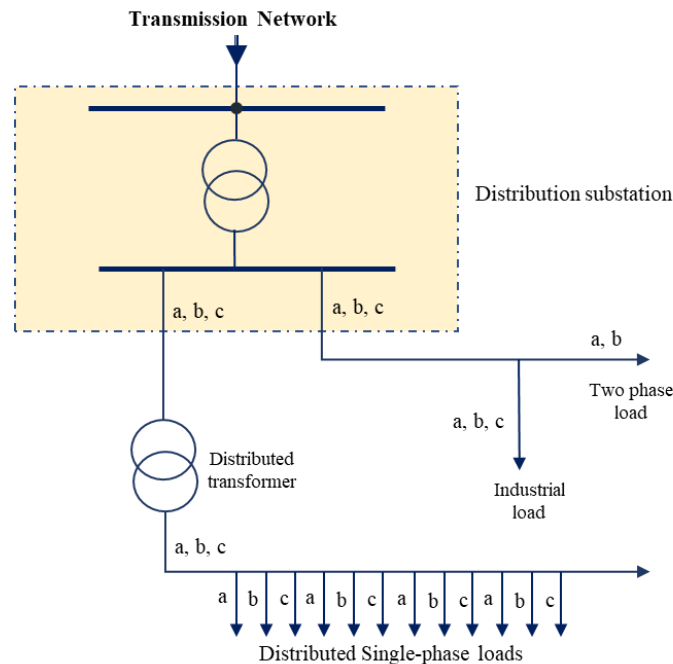 Transmission Network
Distribution substation
a, b, c
a, b, c
a, b
Two phase
load
a, b, c
Distributed
transformer
Industrial
load
a, b, c
a
b
c
a
b
c
a
b
c
a
b
c
Distributed Single-phase loads